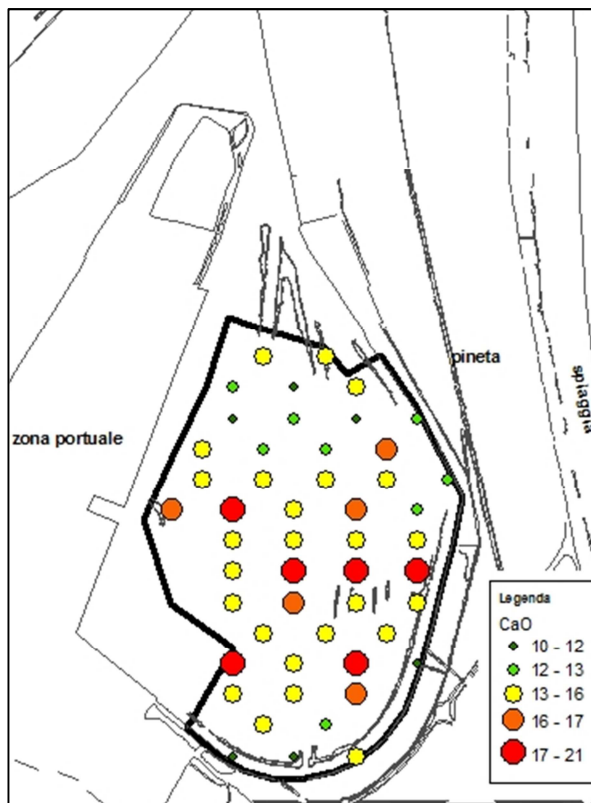 pineta
spiaggia
zona portuale
Legenda
CaO
10 - 12
12 - 13
13 - 16
16 - 17
17 - 21